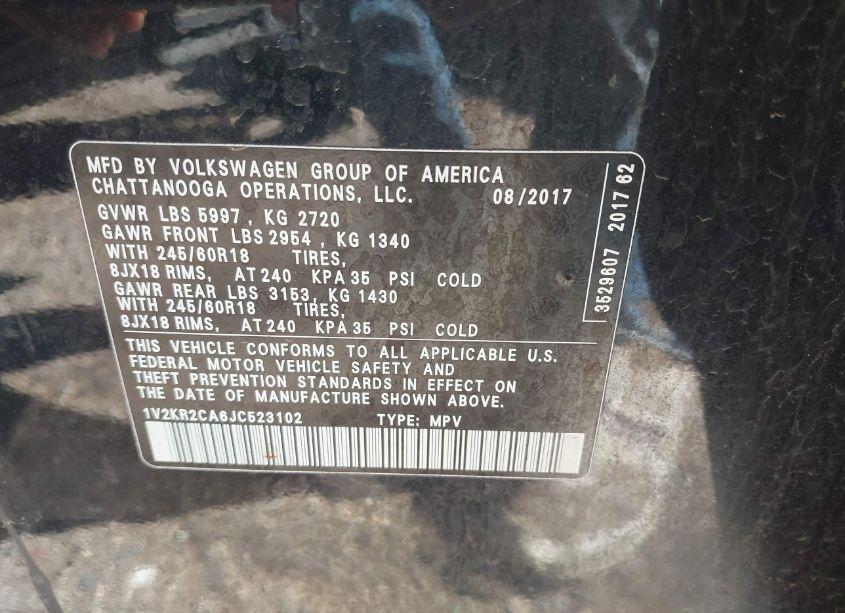 MFD BY VOLKSWAGEN GROUP OF AMERICA
CHATTANOOGA OPERATIONS, LLC. 08/2017
GVWR LBS 5997, KG 2720
GAWR FRONT LBS 2954, KG 1340
WITH 245/60R18 TIRES,
8JX18 RIMS, AT 240 KPA 35 PSI COLD
GAWR REAR LBS 3153, KG 1430
WITH 245/60R18 TIRES,
8JX18 RIMS, AT 240 KPA 35 PSI COLD
THIS VEHICLE CONFORMS TO ALL APPLICABLE U.S.
FEDERAL MOTOR VEHICLE SAFETY AND
THEFT PREVENTION STANDARDS IN EFFECT ON
THE DATE OF MANUFACTURE SHOWN ABOVE.
1V2KR2CA6JC523102 TYPE: MPV
3529607 2017 62